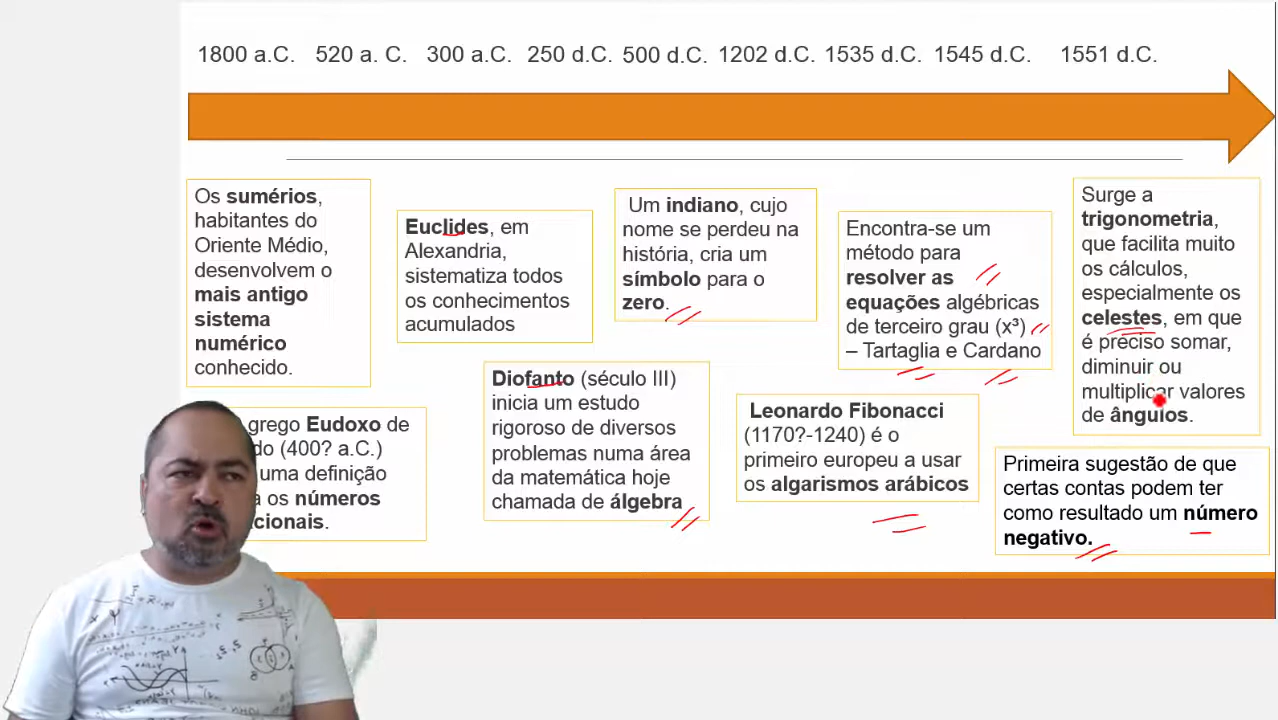 1800 a.C. 520 a. C. 300 a.C. 250 d.C. 500 d.C. 1202 d.C. 1535 d.C. 1545 d.C. 1551 d.C.
Os sumérios,
habitantes do
Oriente Médio,
desenvolvem o
mais antigo
sistema
numérico
conhecido.
grego Eudoxo de
(400? a.C.)
uma definição
os números
Euclides, em
Alexandria,
sistematiza todos
os conhecimentos
acumulados
Diofanto (século III)
inicia um estudo
rigoroso de diversos
problemas numa área
da matemática hoje
chamada de álgebra
Um indiano, cujo
nome se perdeu na
história, cria um
símbolo para o
zero.
Leonardo Fibonacci
(1170?-1240) é o
primeiro europeu a usar
os algarismos arábicos
Encontra-se um
método para
resolver as
equações algébricas
de terceiro grau (x³)
– Tartaglia e Cardano
Primeira sugestão de que
certas contas podem ter
como resultado um número
negativo.
Surge a
trigonometria,
que facilita muito
os cálculos,
especialmente os
celestes, em que
é preciso somar,
diminuir ou
multiplicar valores
de ângulos.